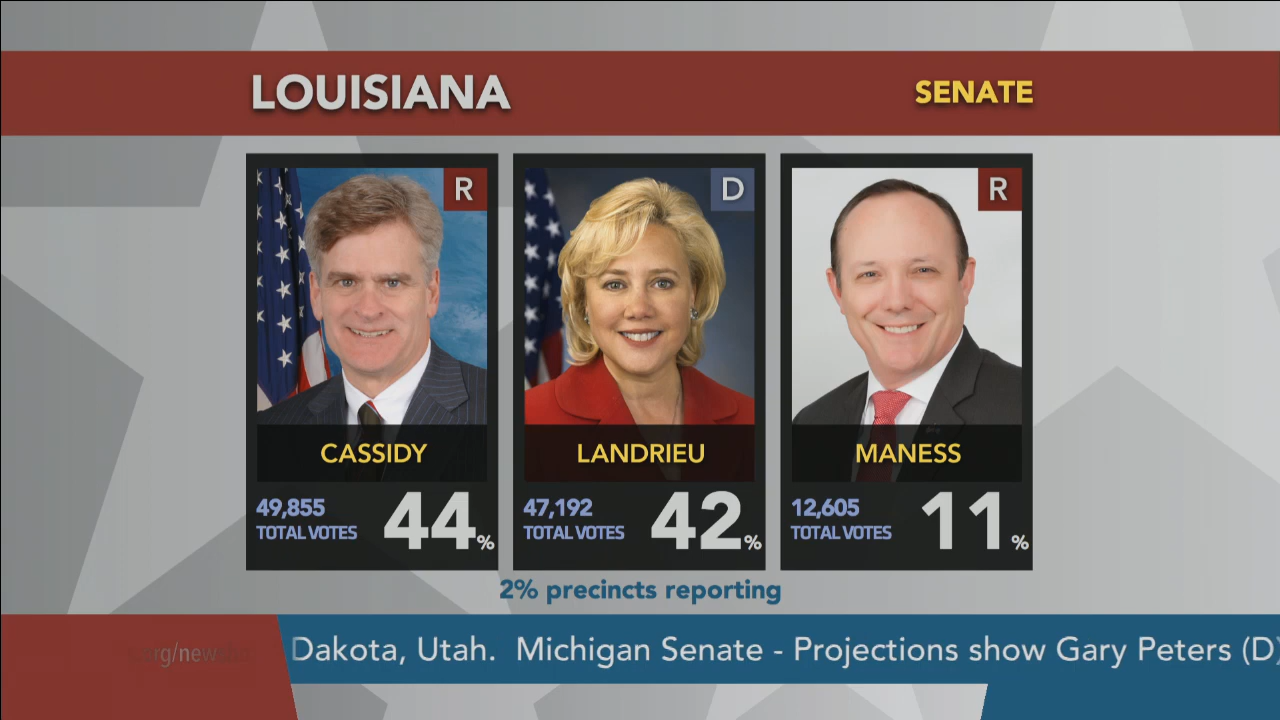 LOUISIANA
SENATE
R
D
R
CASSIDY
LANDRIEU
MANESS
49,855
TOTAL VOTES
44%
47,192
TOTAL VOTES
42%
12,605
TOTAL VOTES
11%
2% precincts reporting
Dakota, Utah. Michigan Senate - Projections show Gary Peters (D)